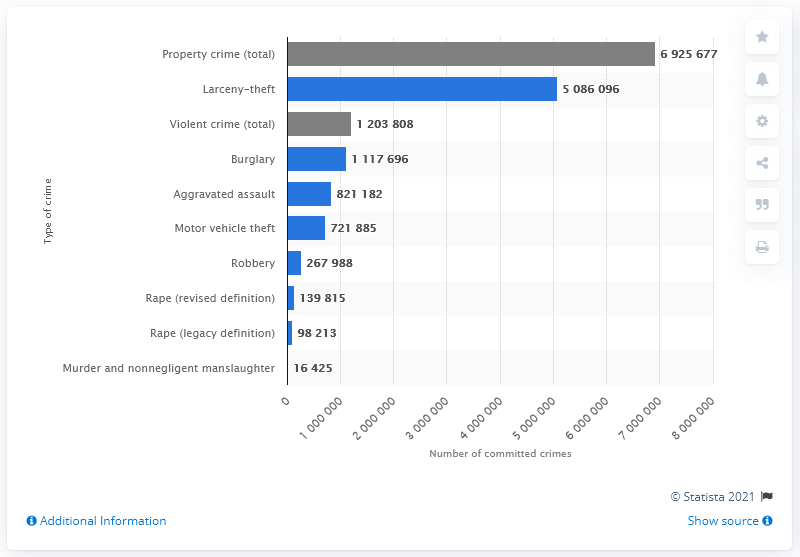 Property crime (total) 6 925 677
Larceny-theft 5 086 096
Violent crime (total) 1 203 808
Burglary 1 117 696
Aggravated assault 821 182
Motor vehicle theft 721 885
Robbery 267 988
Rape (revised definition) 139 815
Rape (legacy definition) 98 213
Murder and nonnegligent manslaughter 16 425
Type of crime
0 1 000 000 2 000 000 3 000 000 4 000 000 5 000 000 6 000 000 7 000 000 8 000 000
Number of committed crimes
© Statista 2021
Additional Information Show source